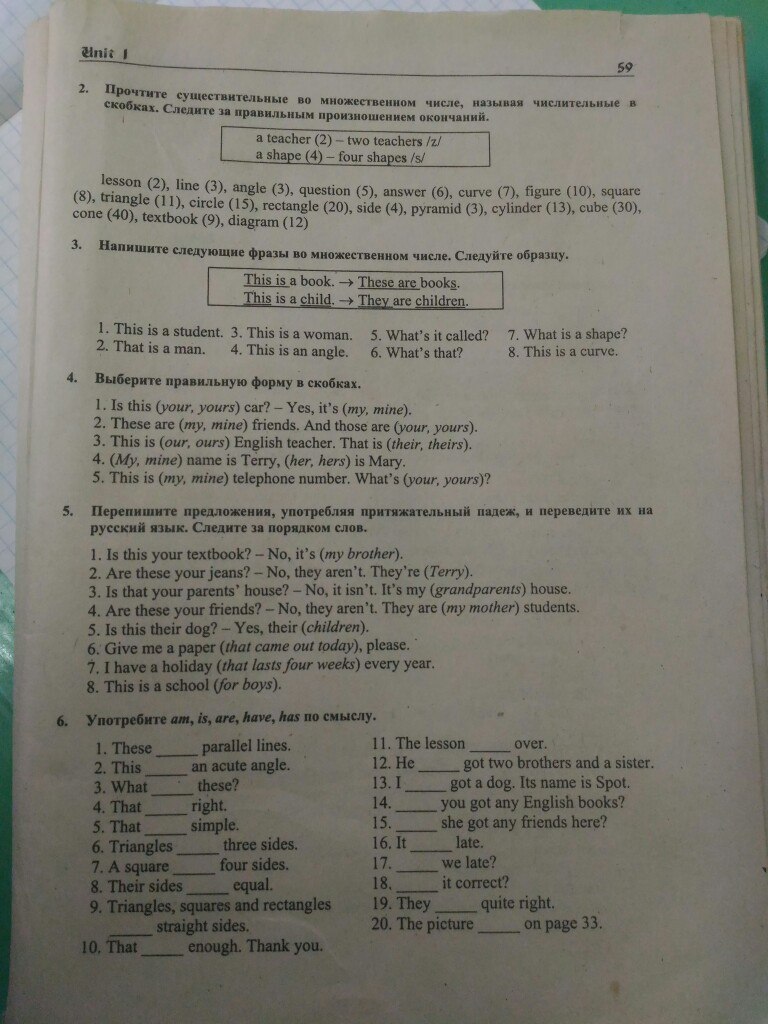 Unit 1
59
2. Прочтите существительные во множественном числе, называя числительные в
скобках. Следите за правильным произношением окончаний.
a teacher (2) – two teachers /z/
a shape (4) – four shapes /s/
lesson (2), line (3), angle (3), question (5), answer (6), curve (7), figure (10), square
(8), triangle (11), circle (15), rectangle (20), side (4), pyramid (3), cylinder (13), cube (30),
cone (40), textbook (9), diagram (12)
3. Напишите следующие фразы во множественном числе. Следуйте образцу.
This is a book. → These are books.
This is a child. → They are children.
1. This is a student. 3. This is a woman. 5. What's it called? 7. What is a shape?
2. That is a man. 4. This is an angle. 6. What's that? 8. This is a curve.
4. Выберите правильную форму в скобках.
1. Is this (your, yours) car? – Yes, it's (my, mine).
2. These are (my, mine) friends. And those are (your, yours).
3. This is (our, ours) English teacher. That is (their, theirs).
4. (My, mine) name is Terry, (her, hers) is Mary.
5. This is (my, mine) telephone number. What's (your, yours)?
5. Перепишите предложения, употребляя притяжательный падеж, и переведите их на
русский язык. Следите за порядком слов.
1. Is this your textbook? – No, it's (my brother).
2. Are these your jeans? – No, they aren't. They're (Terry).
3. Is that your parents' house? – No, it isn't. It's my (grandparents) house.
4. Are these your friends? – No, they aren't. They are (my mother) students.
5. Is this their dog? – Yes, their (children).
6. Give me a paper (that came out today), please.
7. I have a holiday (that lasts four weeks) every year.
8. This is a school (for boys).
6. Употребите am, is, are, have, has по смыслу.
1. These _____ parallel lines.
2. This _____ an acute angle.
3. What _____ these?
4. That _____ right.
5. That _____ simple.
6. Triangles _____ three sides.
7. A square _____ four sides.
8. Their sides _____ equal.
9. Triangles, squares and rectangles
_____ straight sides.
10. That _____ enough. Thank you.
11. The lesson _____ over.
12. He _____ got two brothers and a sister.
13. I _____ got a dog. Its name is Spot.
14. _____ you got any English books?
15. _____ she got any friends here?
16. It _____ late.
17. _____ we late?
18, _____ it correct?
19. They _____ quite right.
20. The picture _____ on page 33.